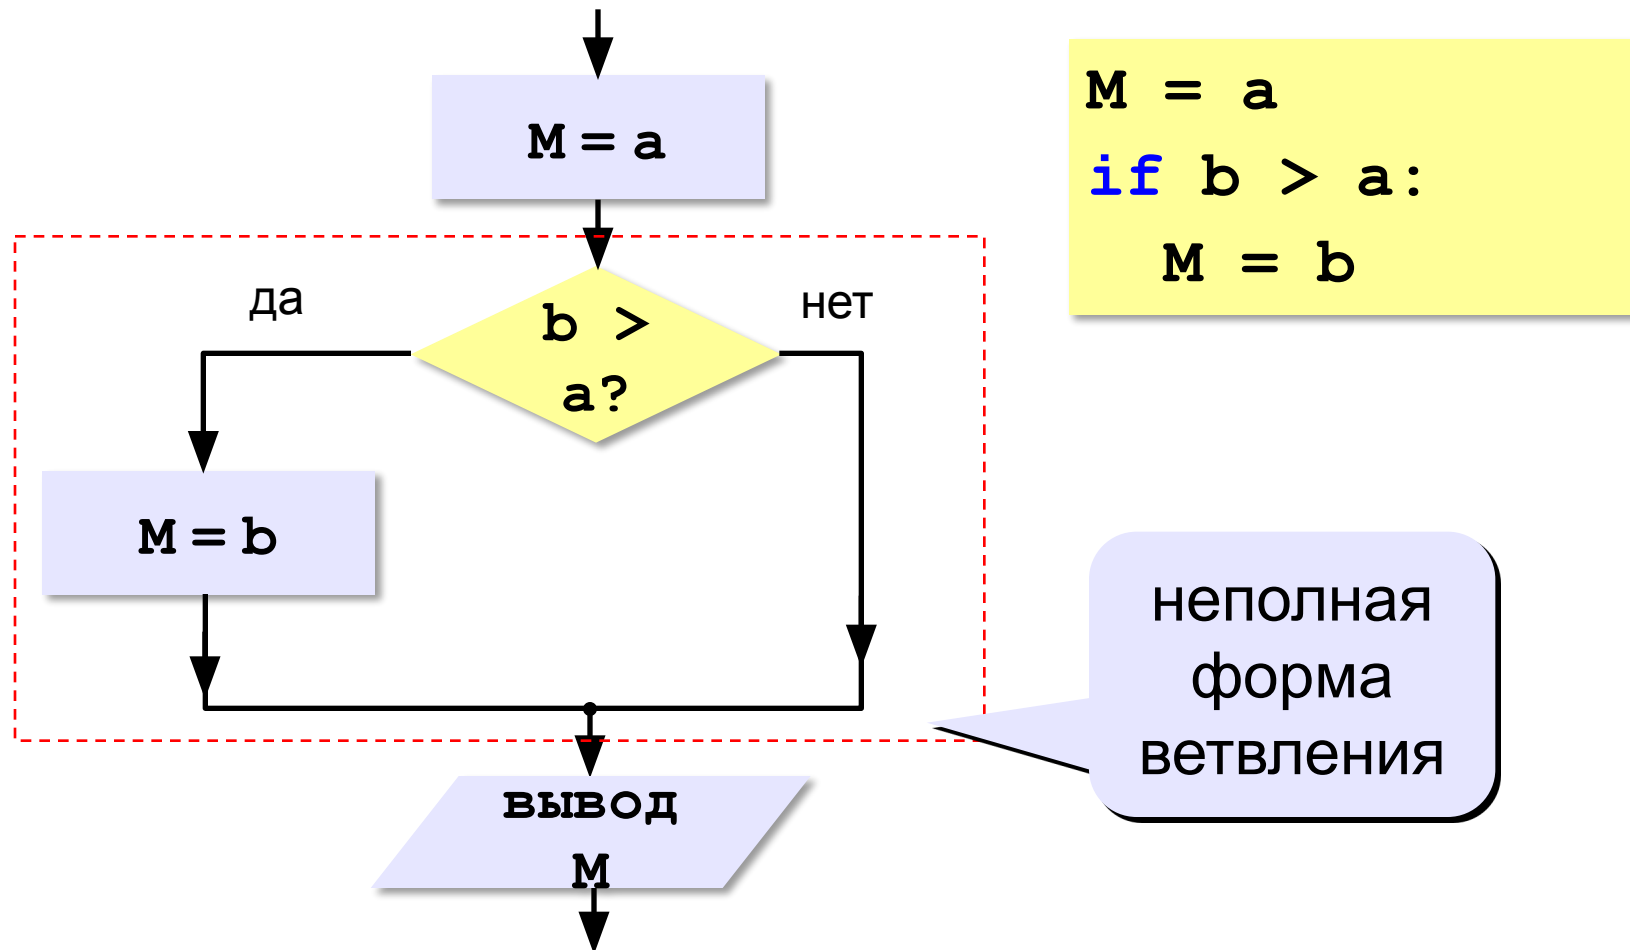 M = a
b >
a?
да
нет
M = b
вывод
M
M = a
if b > a:
M = b
неполная
форма
ветвления